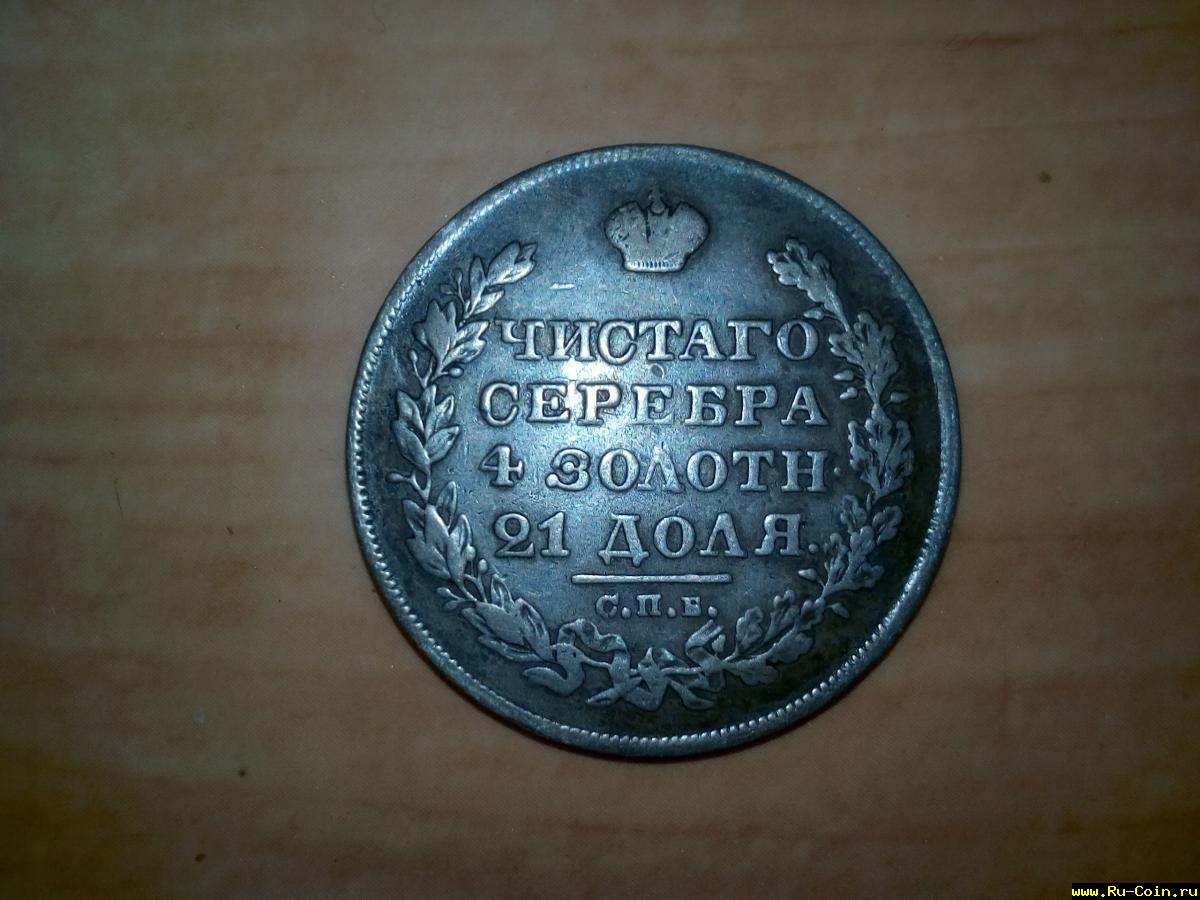 ЧИСТАГО
СЕРЕБРА
4 ЗОЛОТН
21 ДОЛЯ.
С.П.Б.
www.Ru-Coin.ru